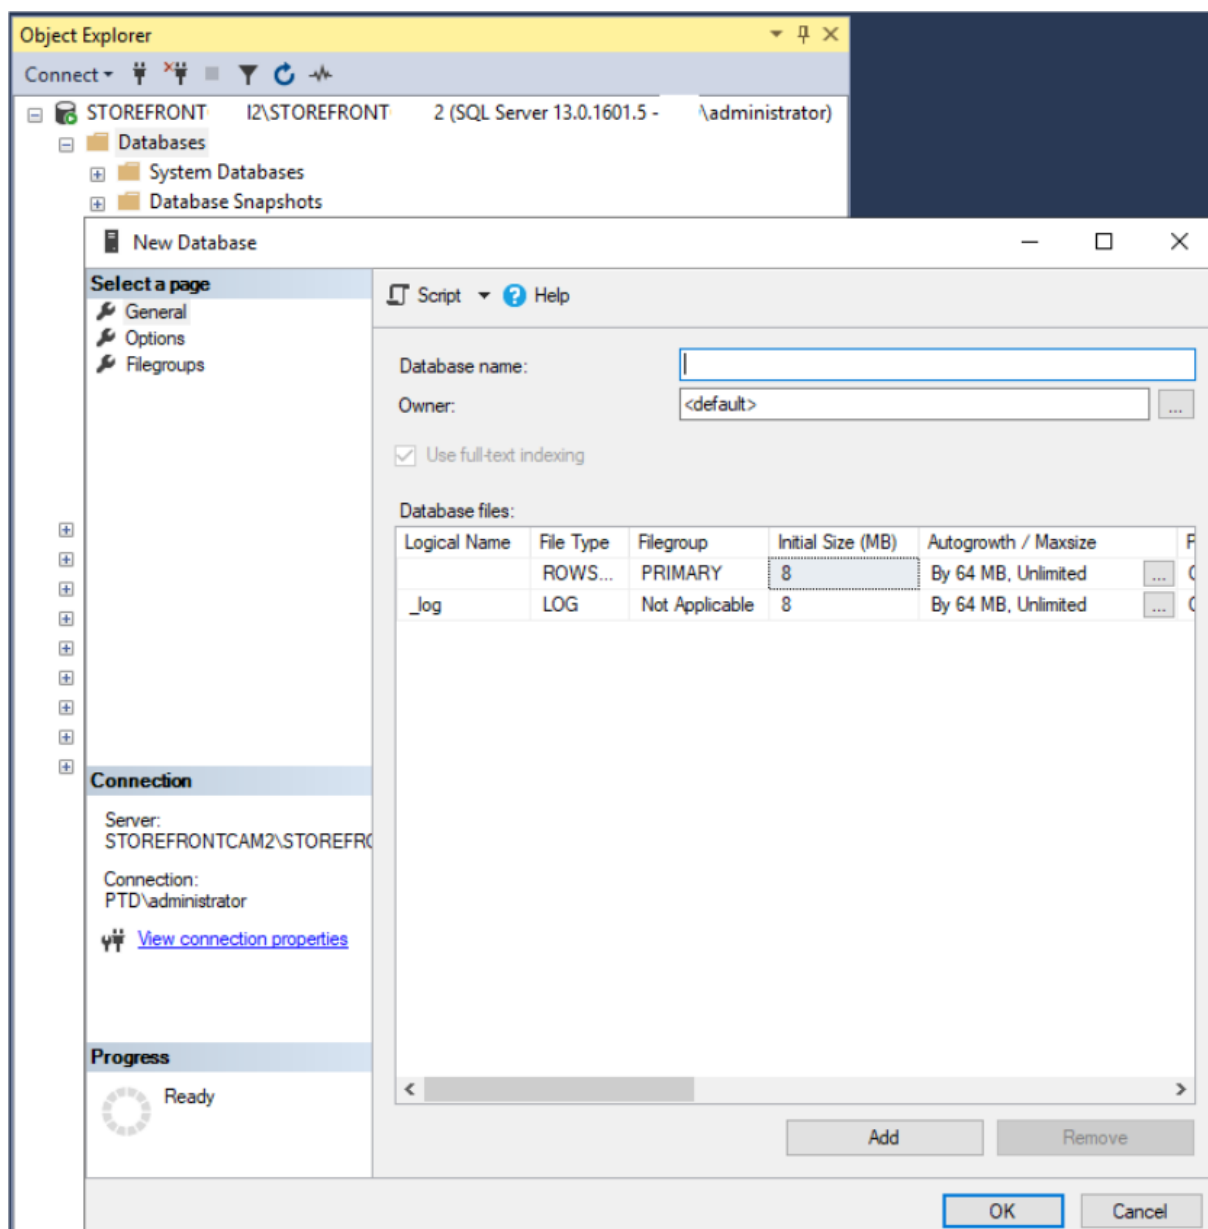 Object Explorer
Connect
STOREFRONT I2\STOREFRONT 2 (SQL Server 13.0.1601.5 - \administrator)
Databases
System Databases
Database Snapshots
New Database
Select a page
General
Options
Filegroups
Script Help
Database name:
Owner: <default> ...
Use full-text indexing
Database files:
Logical Name File Type Filegroup Initial Size (MB) Autogrowth / Maxsize P
ROWS... PRIMARY 8 By 64 MB, Unlimited ...
_log LOG Not Applicable 8 By 64 MB, Unlimited ...
Connection
Server:
STOREFRONTCAM2\STOREFR
Connection:
PTD\administrator
View connection properties
Progress
Ready
Add Remove
OK Cancel